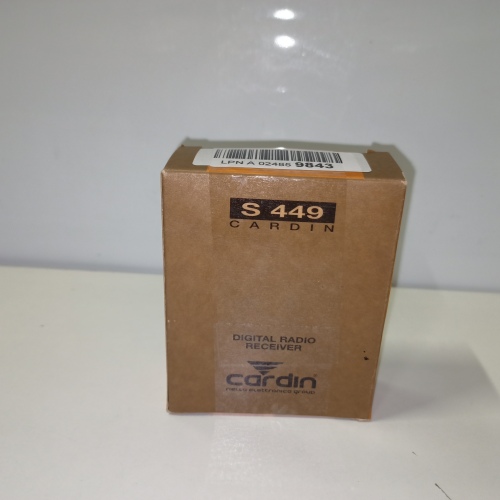 LPN A 02485 9843
S 449
CARDIN
DIGITAL RADIO
RECEIVER
cardin